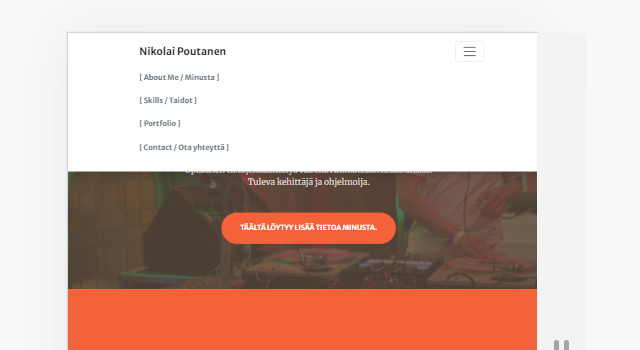 Nikolai Poutanen
[ About Me / Minusta ]
[ Skills / Taidot ]
[ Portfolio ]
[ Contact / Ota yhteyttä ]
Tuleva kehittäjä ja ohjelmoija.
TÄÄLTÄ LÖYTYY LISÄÄ TIETOA MINUSTA.